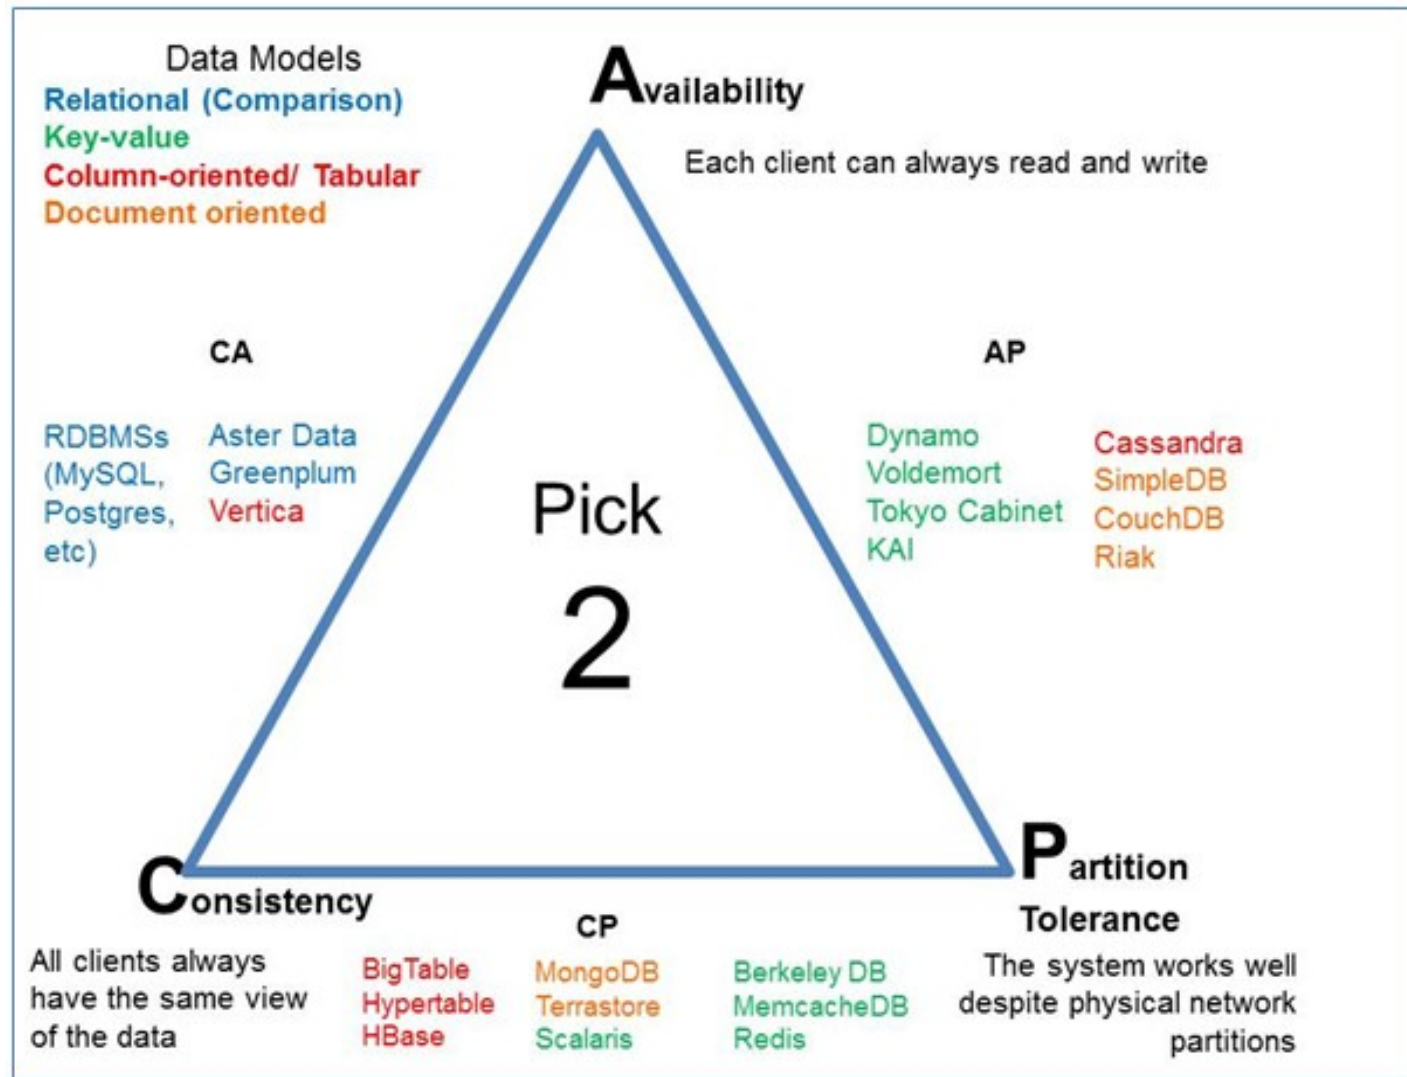 Data Models
Relational (Comparison)
Key-value
Column-oriented/ Tabular
Document oriented
Availability
Each client can always read and write
CA
RDBMSs
(MySQL,
Postgres,
etc)
Aster Data
Greenplum
Vertica
Pick
2
AP
Dynamo
Voldemort
Tokyo Cabinet
KAI
Cassandra
SimpleDB
CouchDB
Riak
Consistency
All clients always
have the same view
of the data
CP
BigTable
Hypertable
HBase
MongoDB
Terrastore
Scalaris
Berkeley DB
MemcacheDB
Redis
Partition
Tolerance
The system works well
despite physical network
partitions